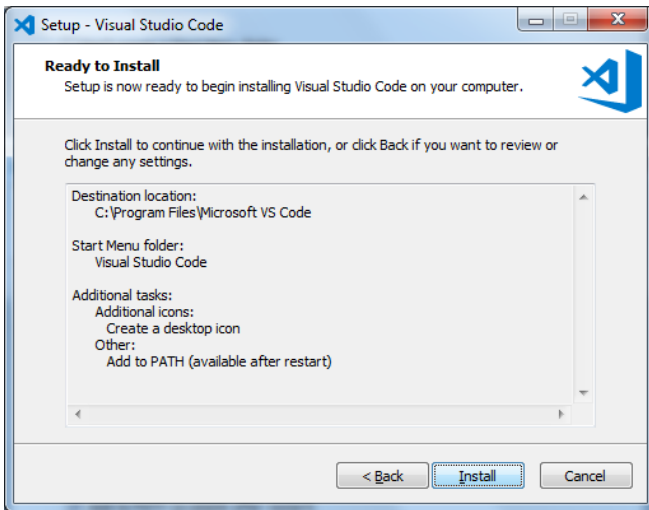 Setup - Visual Studio Code
Ready to Install
Setup is now ready to begin installing Visual Studio Code on your computer.
Click Install to continue with the installation, or click Back if you want to review or
change any settings.
Destination location:
C:\Program Files\Microsoft VS Code
Start Menu folder:
Visual Studio Code
Additional tasks:
Additional icons:
Create a desktop icon
Other:
Add to PATH (available after restart)
< Back
Install
Cancel